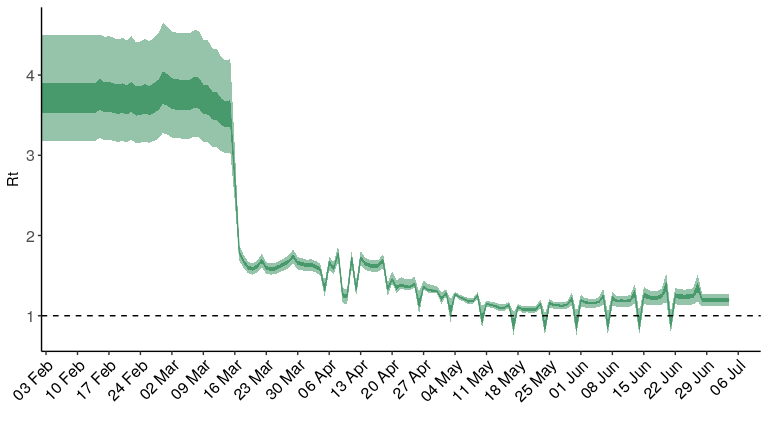 Rt
4
3
2
1
03 Feb
10 Feb
17 Feb
24 Feb
02 Mar
09 Mar
16 Mar
23 Mar
30 Mar
06 Apr
13 Apr
20 Apr
27 Apr
04 May
11 May
18 May
25 May
01 Jun
08 Jun
15 Jun
22 Jun
29 Jun
06 Jul